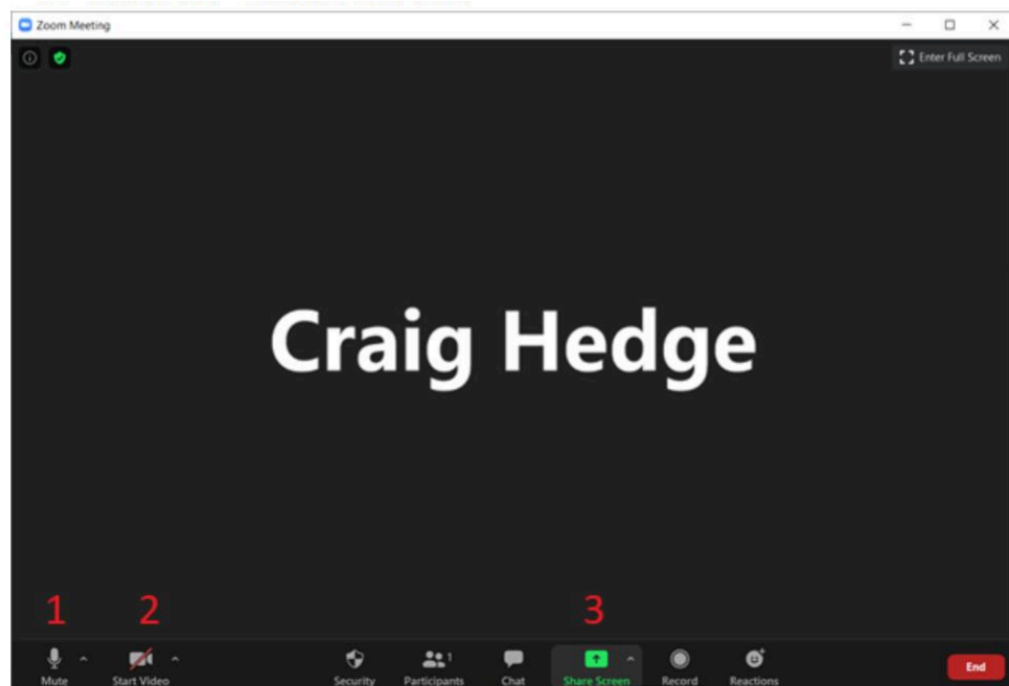 Zoom Meeting
Enter Full Screen
Craig Hedge
1 2 3
Mute Start Video Security Participants 1 Chat Share Screen Record Reactions End